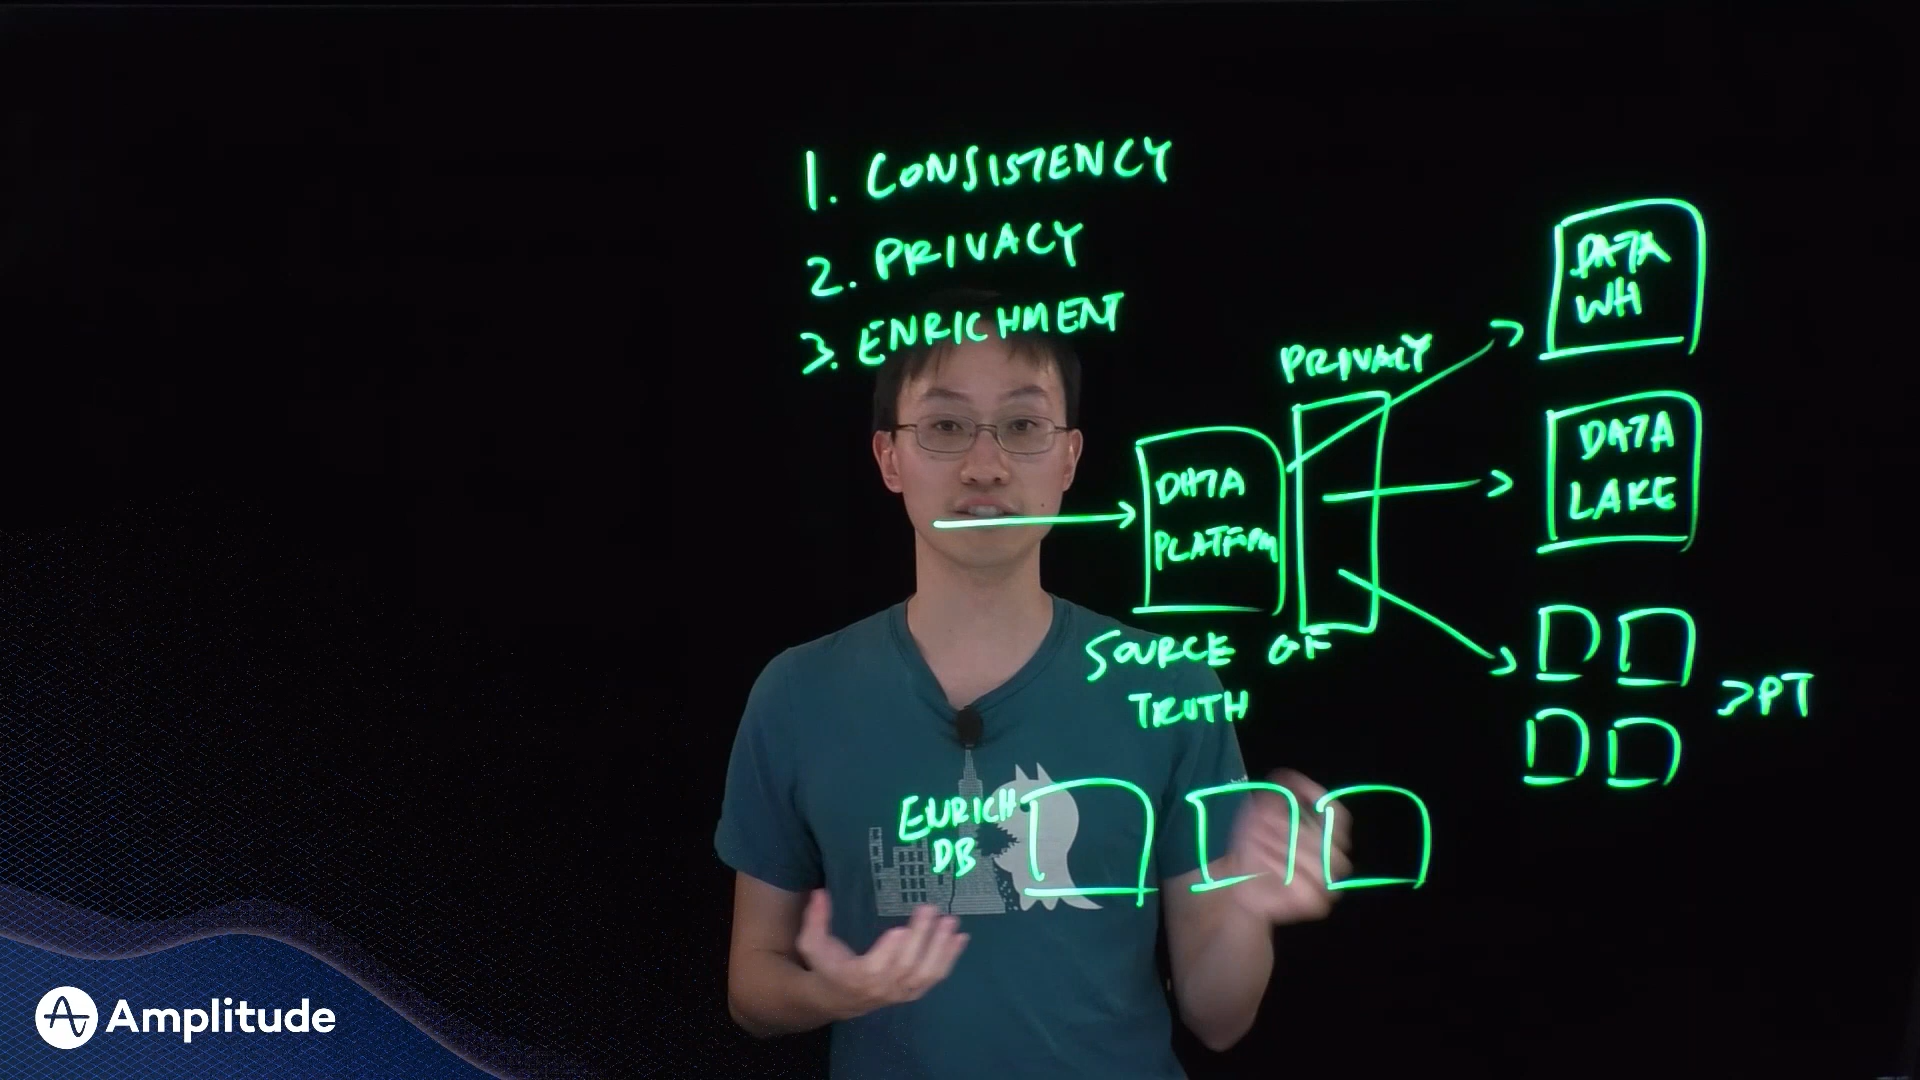 1. CONSISTENCY
2. PRIVACY
3. ENRICHMENT
DATA
WH
PRIVACY
DATA
LAKE
DATA
PLATFORM
SOURCE OF
TRUTH
3PT
ENRICH
DB
Amplitude